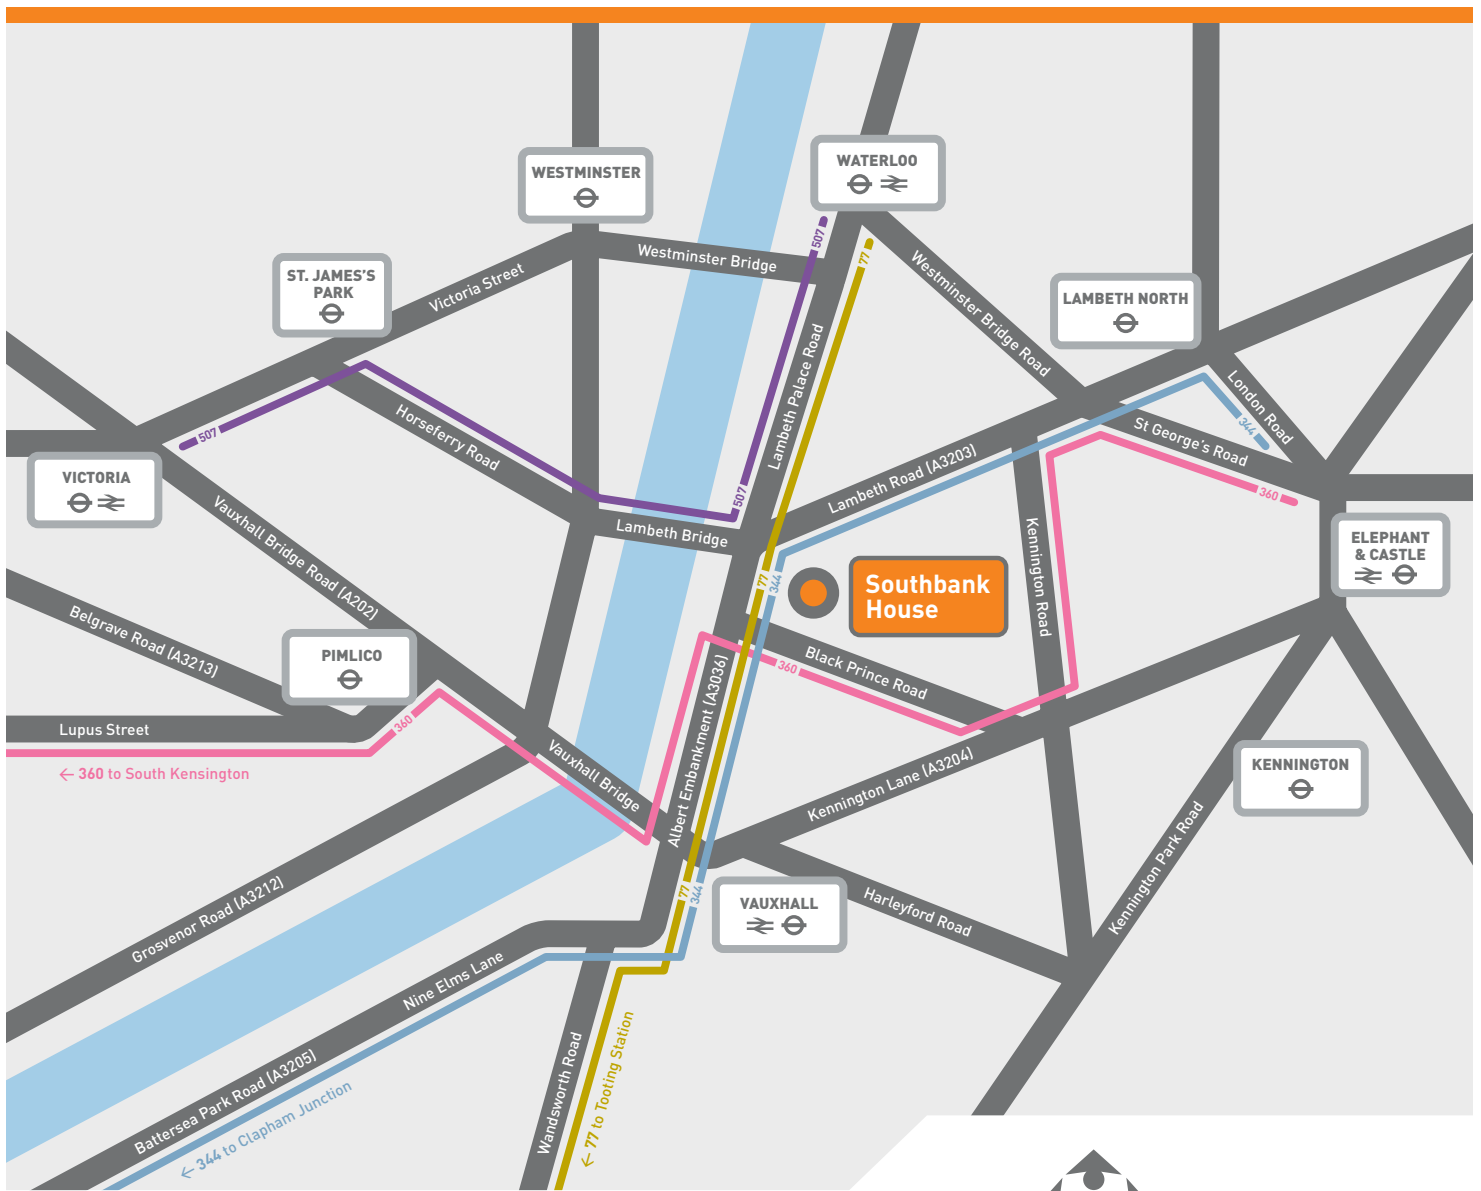 WESTMINSTER
WATERLOO
507
77
Westminster Bridge
ST. JAMES'S
PARK
Victoria Street
Westminster Bridge Road
LAMBETH NORTH
Lambeth Palace Road
London Road
507
Horseferry Road
344
St George's Road
Lambeth Road (A3203)
VICTORIA
507
360
Vauxhall Bridge Road (A202)
Lambeth Bridge
Kennington Road
ELEPHANT
& CASTLE
77
344
Southbank
House
Belgrave Road (A3213)
PIMLICO
360
Black Prince Road
Lupus Street
360
Albert Embankment (A3036)
← 360 to South Kensington
Vauxhall Bridge
Kennington Lane (A3204)
KENNINGTON
Kennington Park Road
77
344
VAUXHALL
Harleyford Road
Grosvenor Road (A3212)
Nine Elms Lane
Battersea Park Road (A3205)
← 344 to Clapham Junction
Wandsworth Road
← 77 to Tooting Station